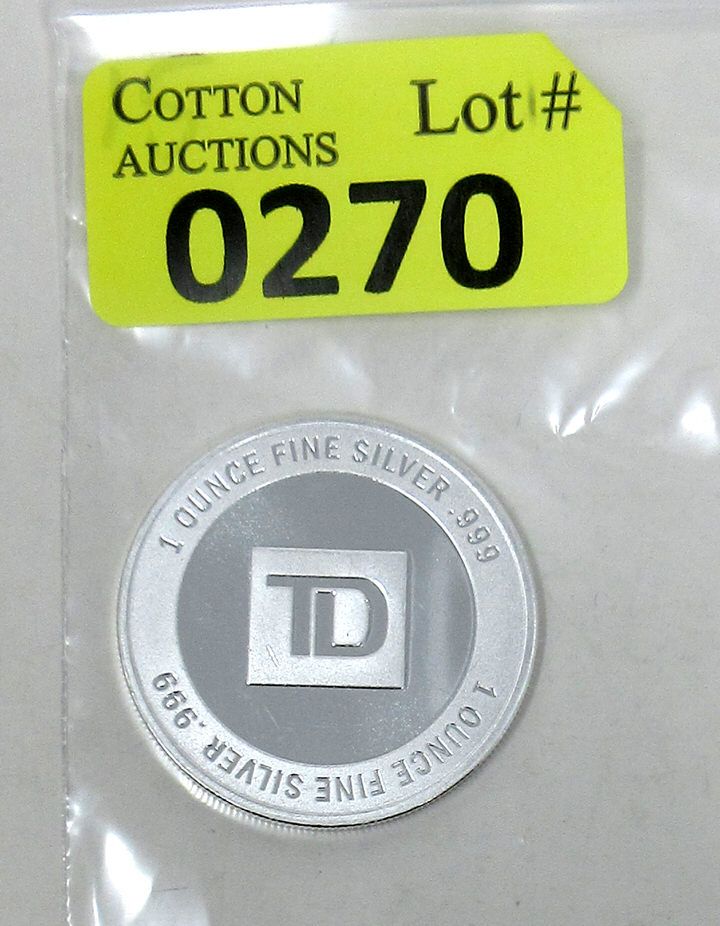 COTTON
AUCTIONS
Lot #
0270
1 OUNCE FINE SILVER .999
TD
1 OUNCE FINE SILVER .999